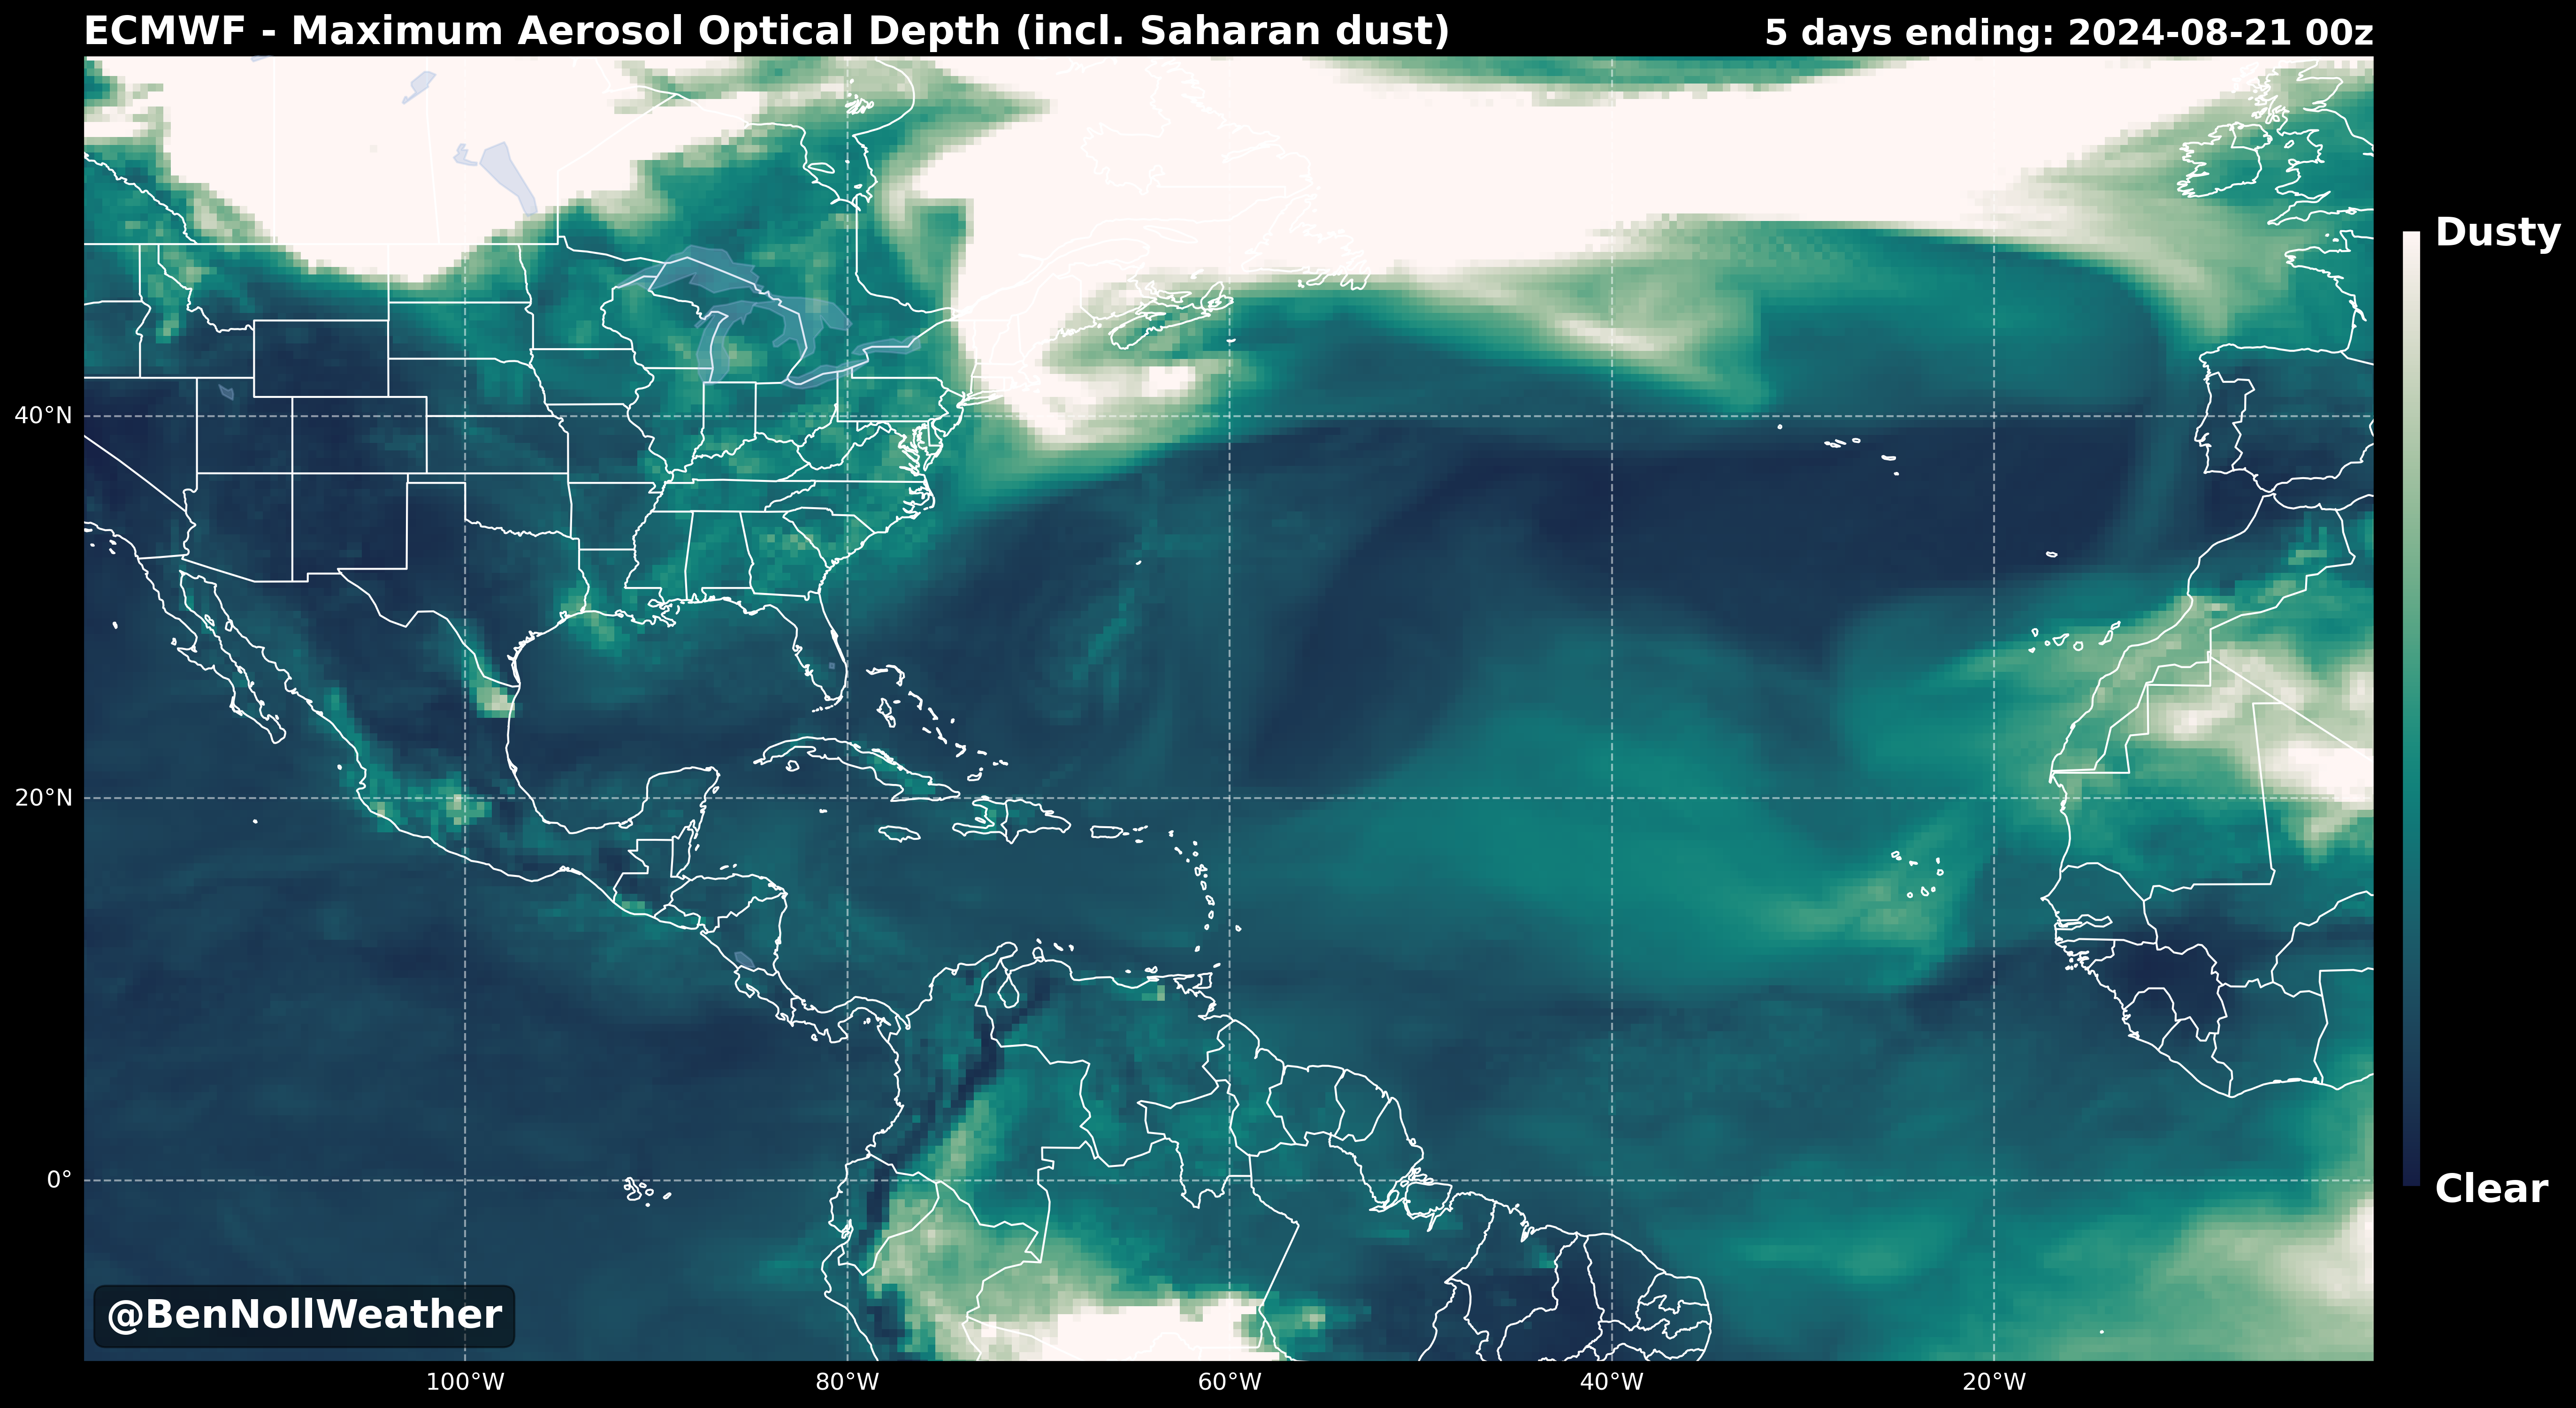 ECMWF - Maximum Aerosol Optical Depth (incl. Saharan dust)
5 days ending: 2024-08-21 00z
Dusty
40°N
20°N
0°
Clear
@BenNollWeather
100°W
80°W
60°W
40°W
20°W